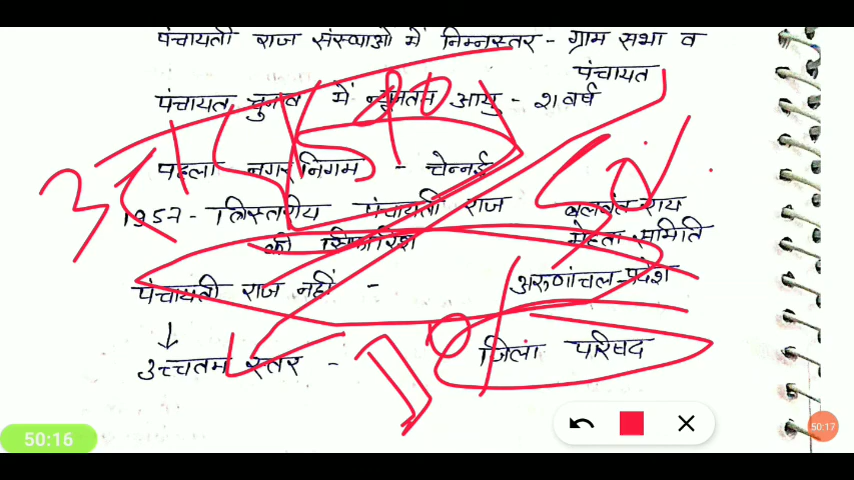 पंचायती राज संस्थाओ में निम्नस्तर - ग्राम सभा व
पंचायत
पंचायत चुनाव में न्यूनतम आयु - 21 वर्ष
पहला नगर निगम - चेन्नई
1957 - त्रिस्तरीय पंचायती राज बलवंत राय
की सिफारिश मेहता समिति
पंचायती राज नहीं - अरुणांचल प्रदेश
उच्चतम स्तर - जिला परिषद
50:16
50:17